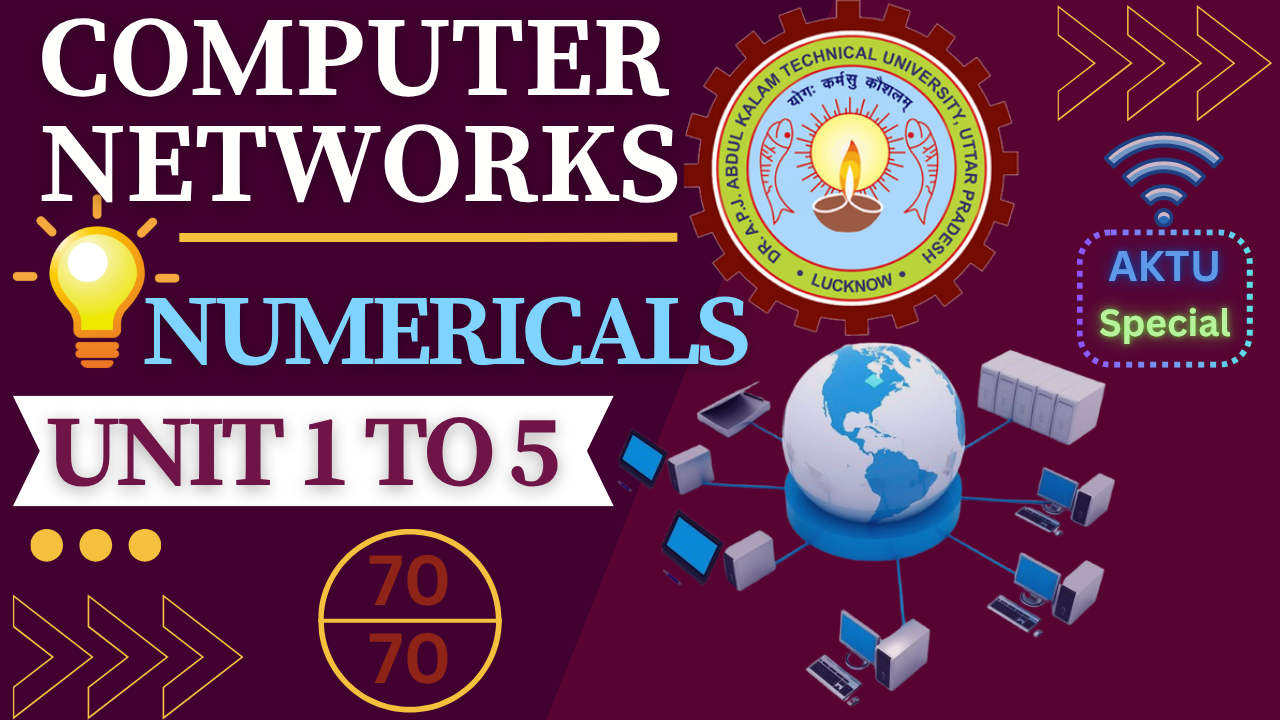 COMPUTER
NETWORKS
NUMERICALS
UNIT 1 TO 5
70
70
DR. A.P.J. ABDUL KALAM TECHNICAL UNIVERSITY, UTTAR PRADESH
योगः कर्मसु कौशलम्
• LUCKNOW •
AKTU
Special